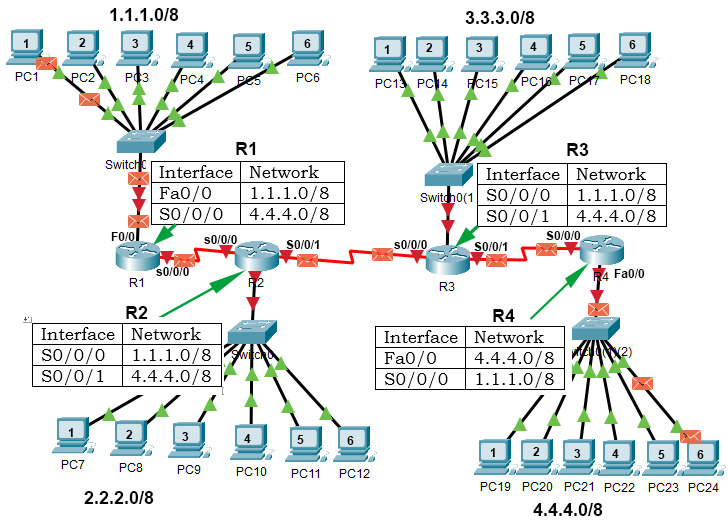 1.1.1.0/8
3.3.3.0/8
1 2 3 4 5 6
PC1 PC2 PC3 PC4 PC5 PC6
1 2 3 4 5 6
PC13 PC14 PC15 PC16 PC17 PC18
Switch0
R1
Interface Network
Fa0/0 1.1.1.0/8
S0/0/0 4.4.4.0/8
Switch0(1
R3
Interface Network
S0/0/0 1.1.1.0/8
S0/0/1 4.4.4.0/8
F0/0
s0/0/0
R1
s0/0/0
S0/0/1
R2
s0/0/0
S0/0/1
R3
S0/0/0
R4
Fa0/0
R2
Interface Network
S0/0/0 1.1.1.0/8
S0/0/1 4.4.4.0/8
Switch0
R4
Interface Network
Fa0/0 4.4.4.0/8
S0/0/0 1.1.1.0/8
witch0(1)(2)
1 2 3 4 5 6
PC7 PC8 PC9 PC10 PC11 PC12
1 2 3 4 5 6
PC19 PC20 PC21 PC22 PC23 PC24
2.2.2.0/8
4.4.4.0/8